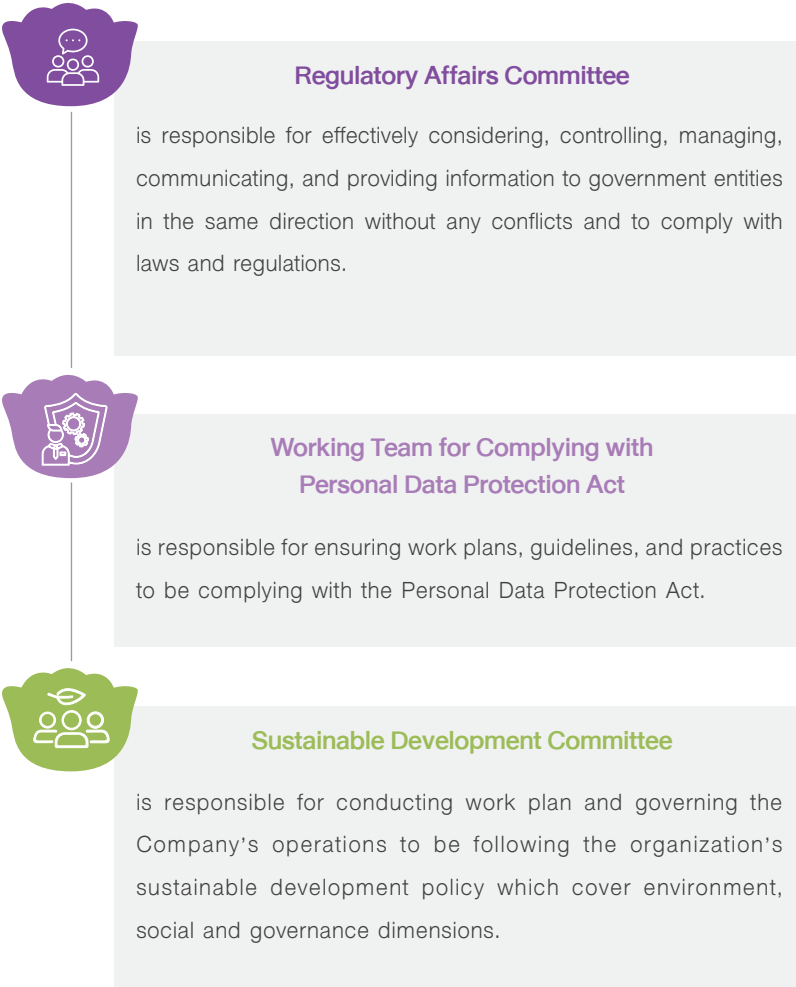 Regulatory Affairs Committee
is responsible for effectively considering, controlling, managing,
communicating, and providing information to government entities
in the same direction without any conflicts and to comply with
laws and regulations.
Working Team for Complying with
Personal Data Protection Act
is responsible for ensuring work plans, guidelines, and practices
to be complying with the Personal Data Protection Act.
Sustainable Development Committee
is responsible for conducting work plan and governing the
Company's operations to be following the organization's
sustainable development policy which cover environment,
social and governance dimensions.